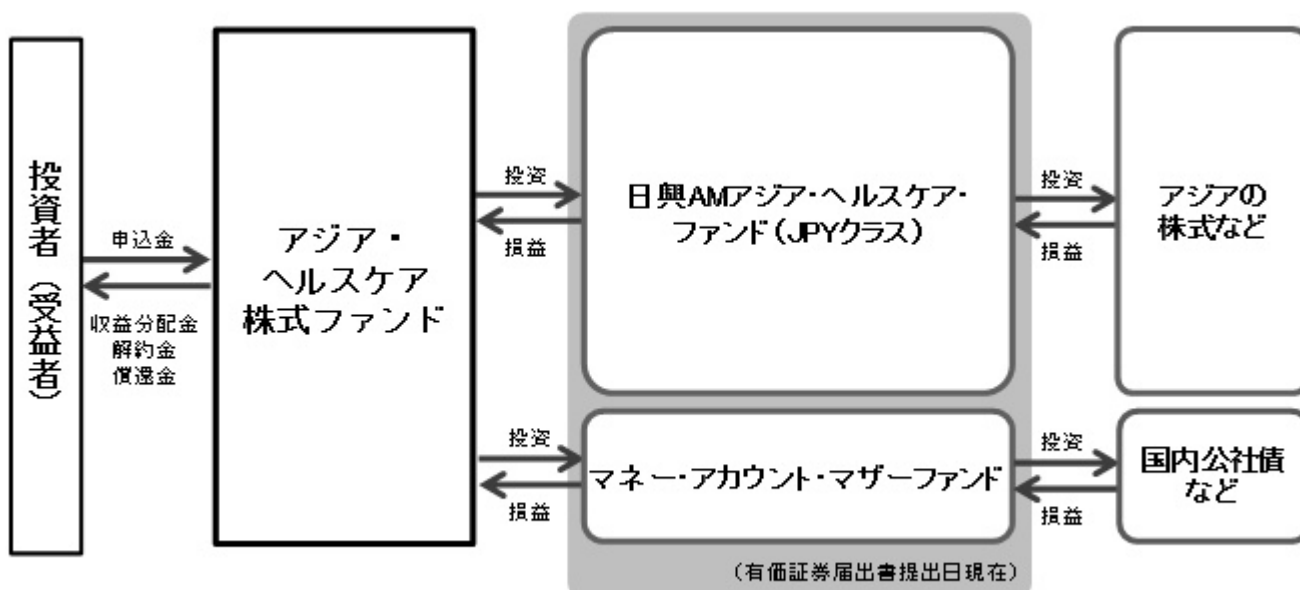 投資者(受益者)
申込金
収益分配金
解約金
償還金
アジア・
ヘルスケア
株式ファンド
投資
損益
日興AMアジア・ヘルスケア・
ファンド(JPYクラス)
投資
損益
アジアの
株式など
投資
損益
マネー・アカウント・マザーファンド
投資
損益
国内公社債
など
(有価証券届出書提出日現在)